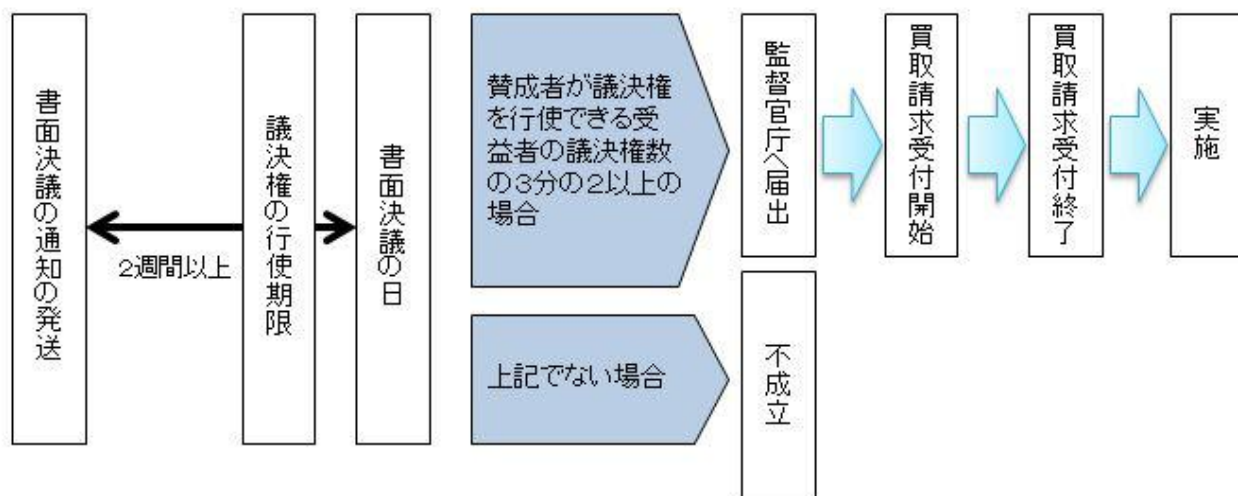 書面決議の通知の発送
2週間以上
議決権の行使期限
書面決議の日
賛成者が議決権
を行使できる受
益者の議決権数
の3分の2以上の
場合
監督官庁へ届出
買取請求受付開始
買取請求受付終了
実施
上記でない場合
不成立